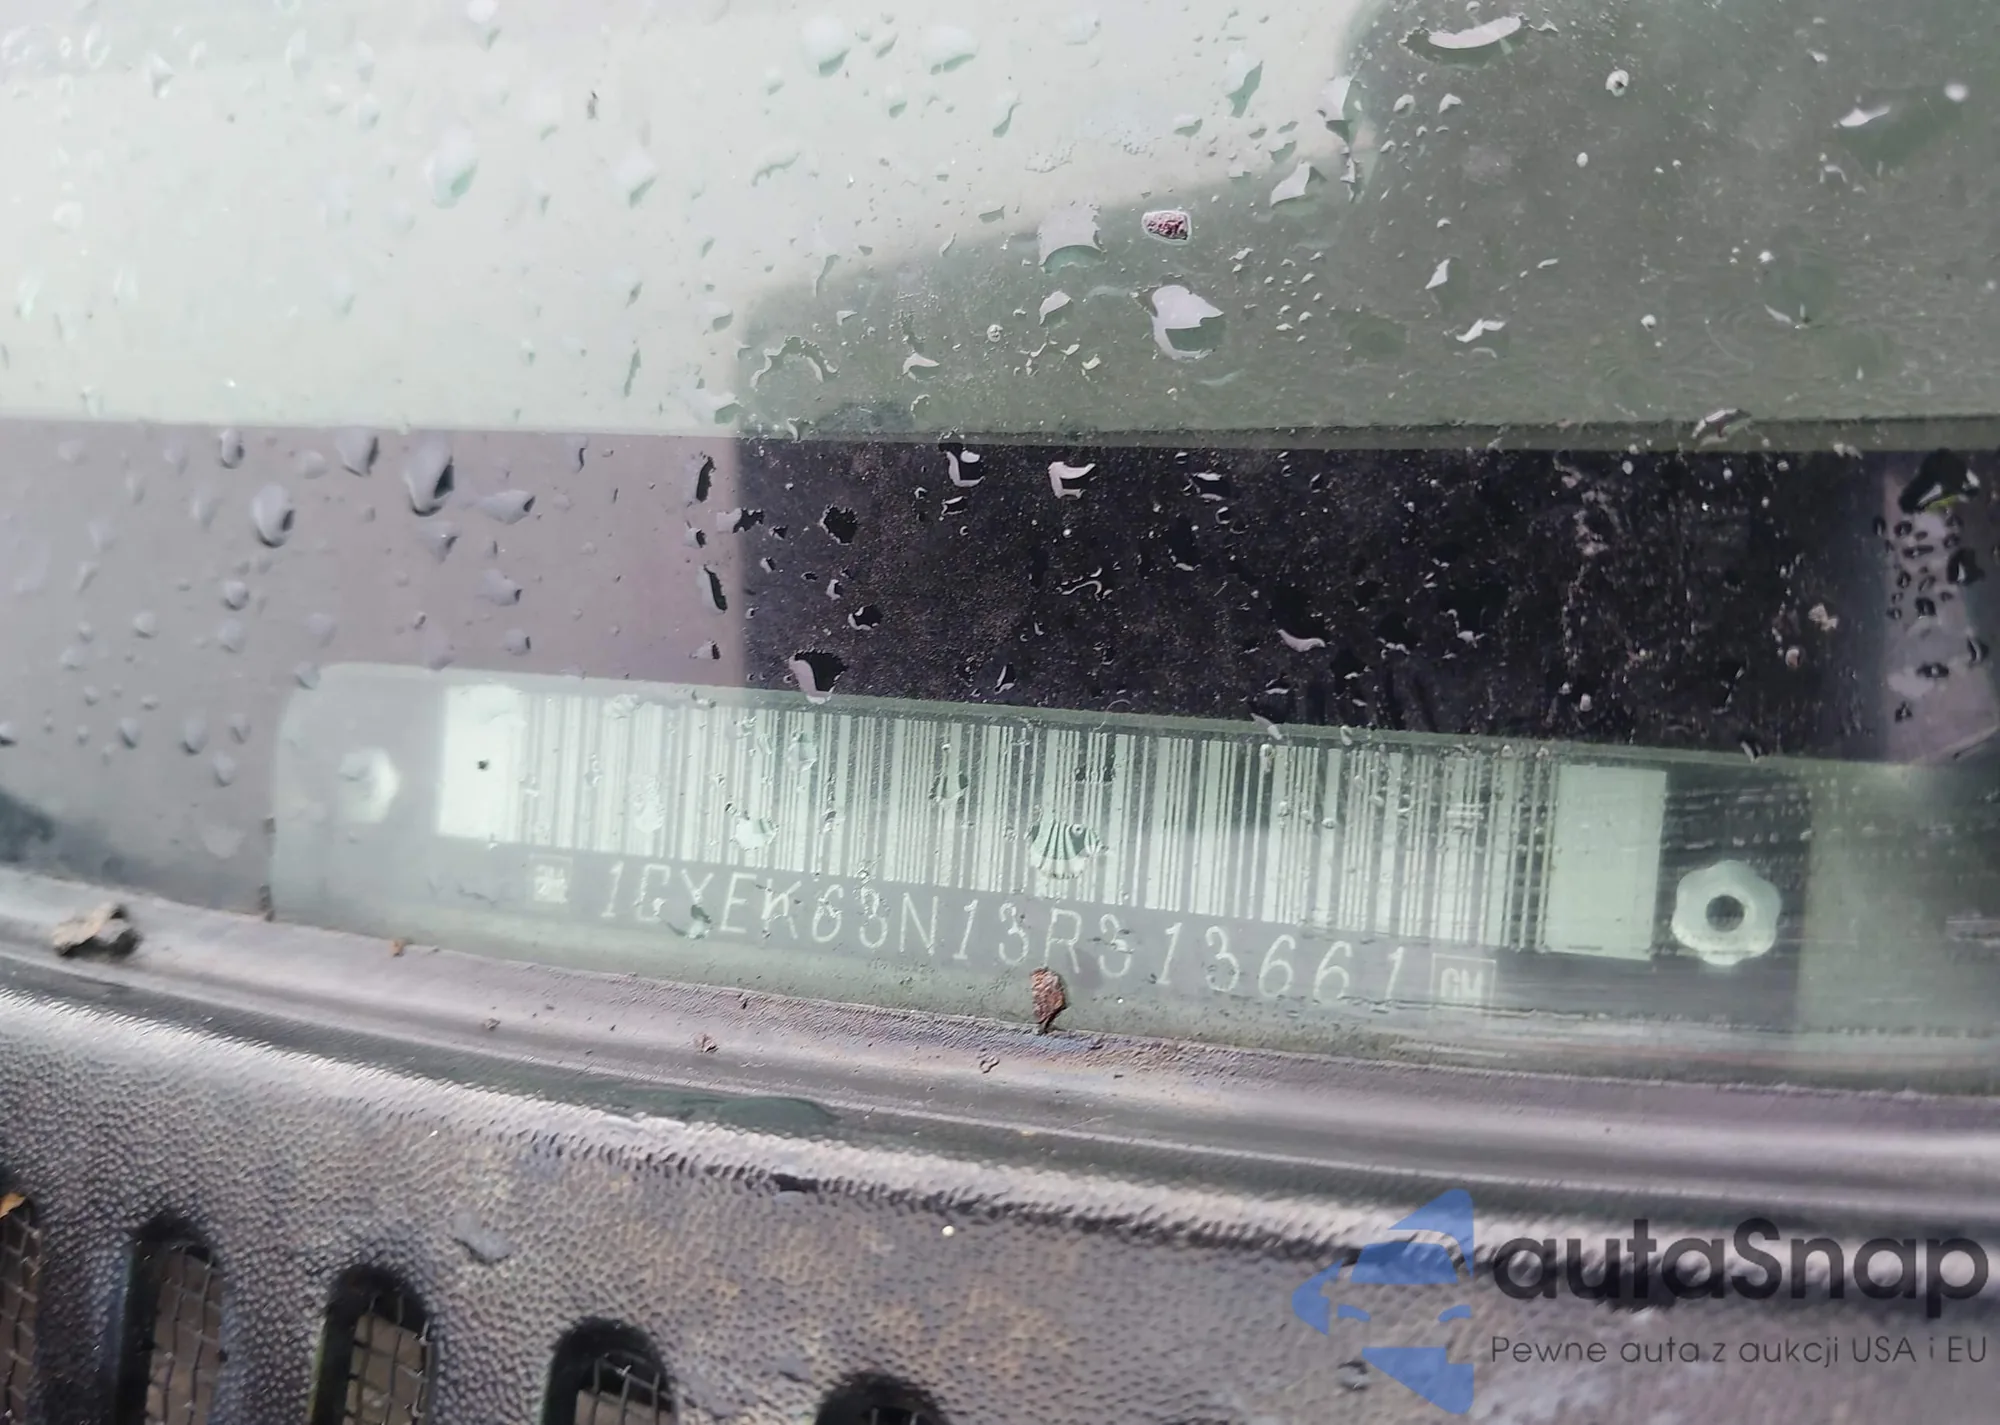 1GYEK63N13R313661 GM
autaSnap
Pewne auta z aukcji USA i EU